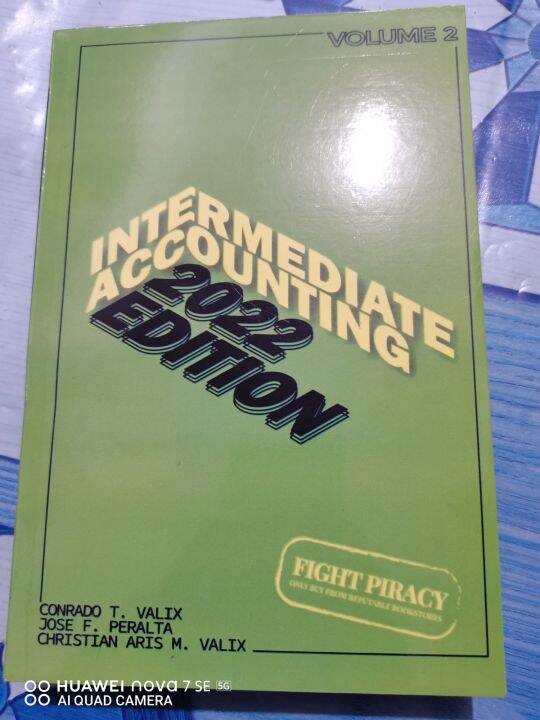 VOLUME 2
INTERMEDIATE
ACCOUNTING
2022
EDITION
FIGHT PIRACY
ONLY BUY FROM REPUTABLE BOOKSTORES
CONRADO T. VALIX
JOSE F. PERALTA
CHRISTIAN ARIS M. VALIX
HUAWEI nova 7 SE 5G
AI QUAD CAMERA